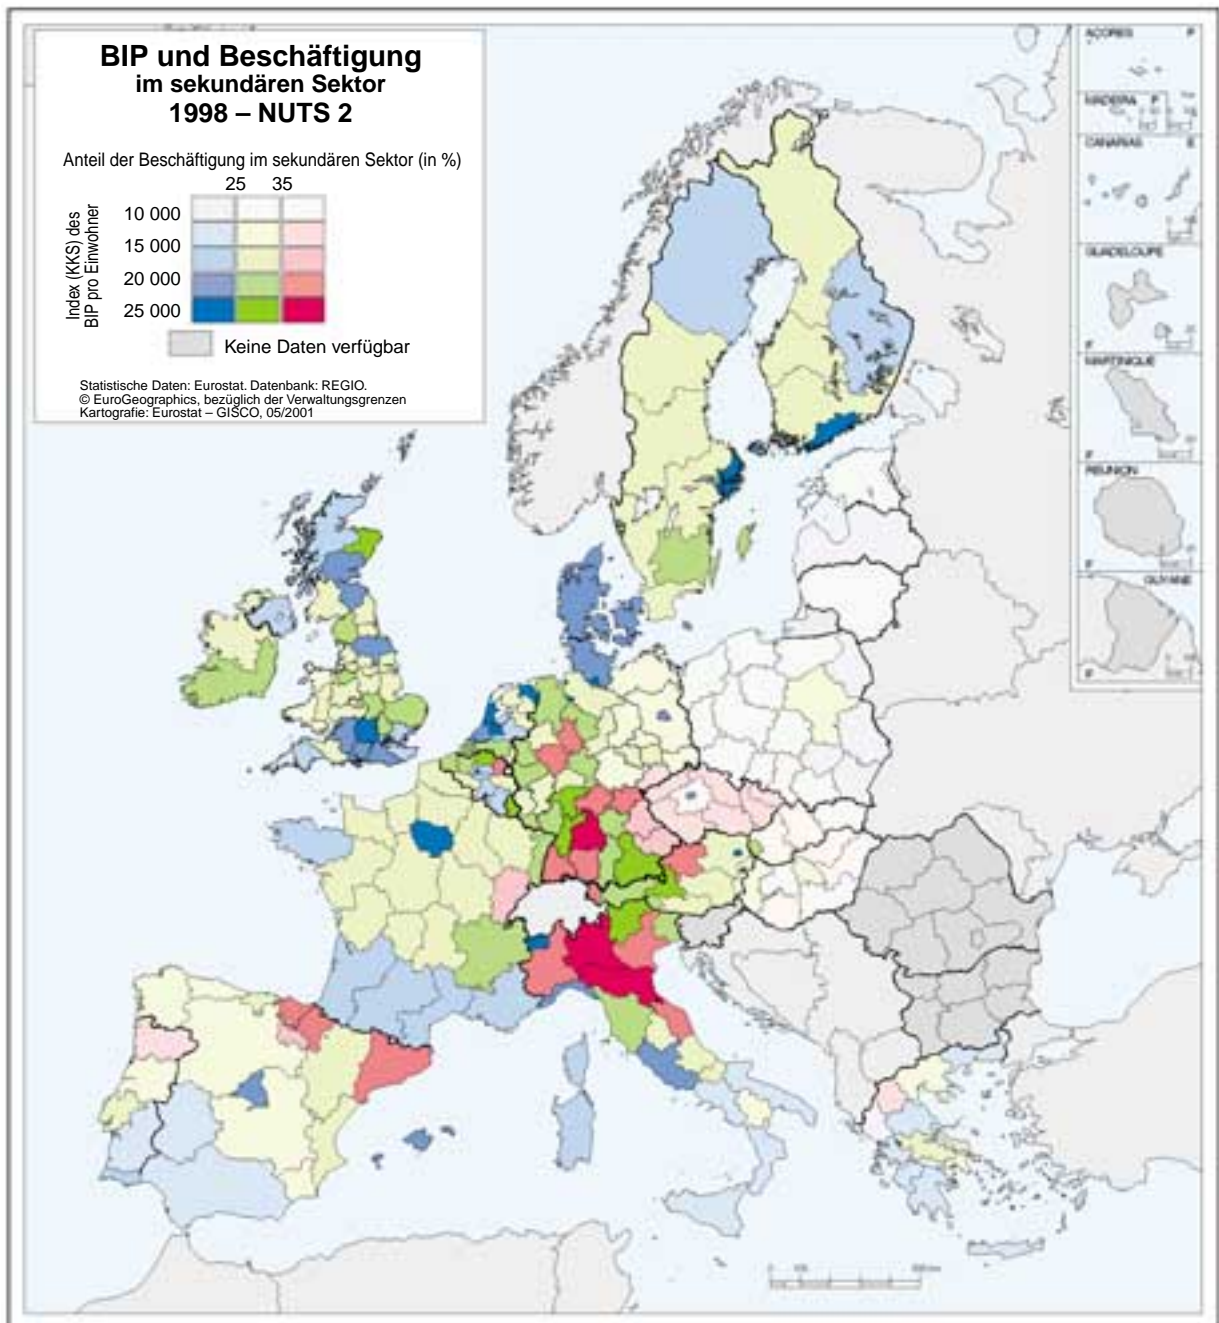 BIP und Beschäftigung
im sekundären Sektor
1998 – NUTS 2
Anteil der Beschäftigung im sekundären Sektor (in %)
25 35
Index (KKS) des
BIP pro Einwohner
10 000
15 000
20 000
25 000
Keine Daten verfügbar
Statistische Daten: Eurostat. Datenbank: REGIO.
© EuroGeographics, bezüglich der Verwaltungsgrenzen
Kartografie: Eurostat – GISCO, 05/2001
AÇORES P
MADEIRA P
CANARIAS E
GUADELOUPE
F
MARTINIQUE
F
REUNION
F
GUYANE
F